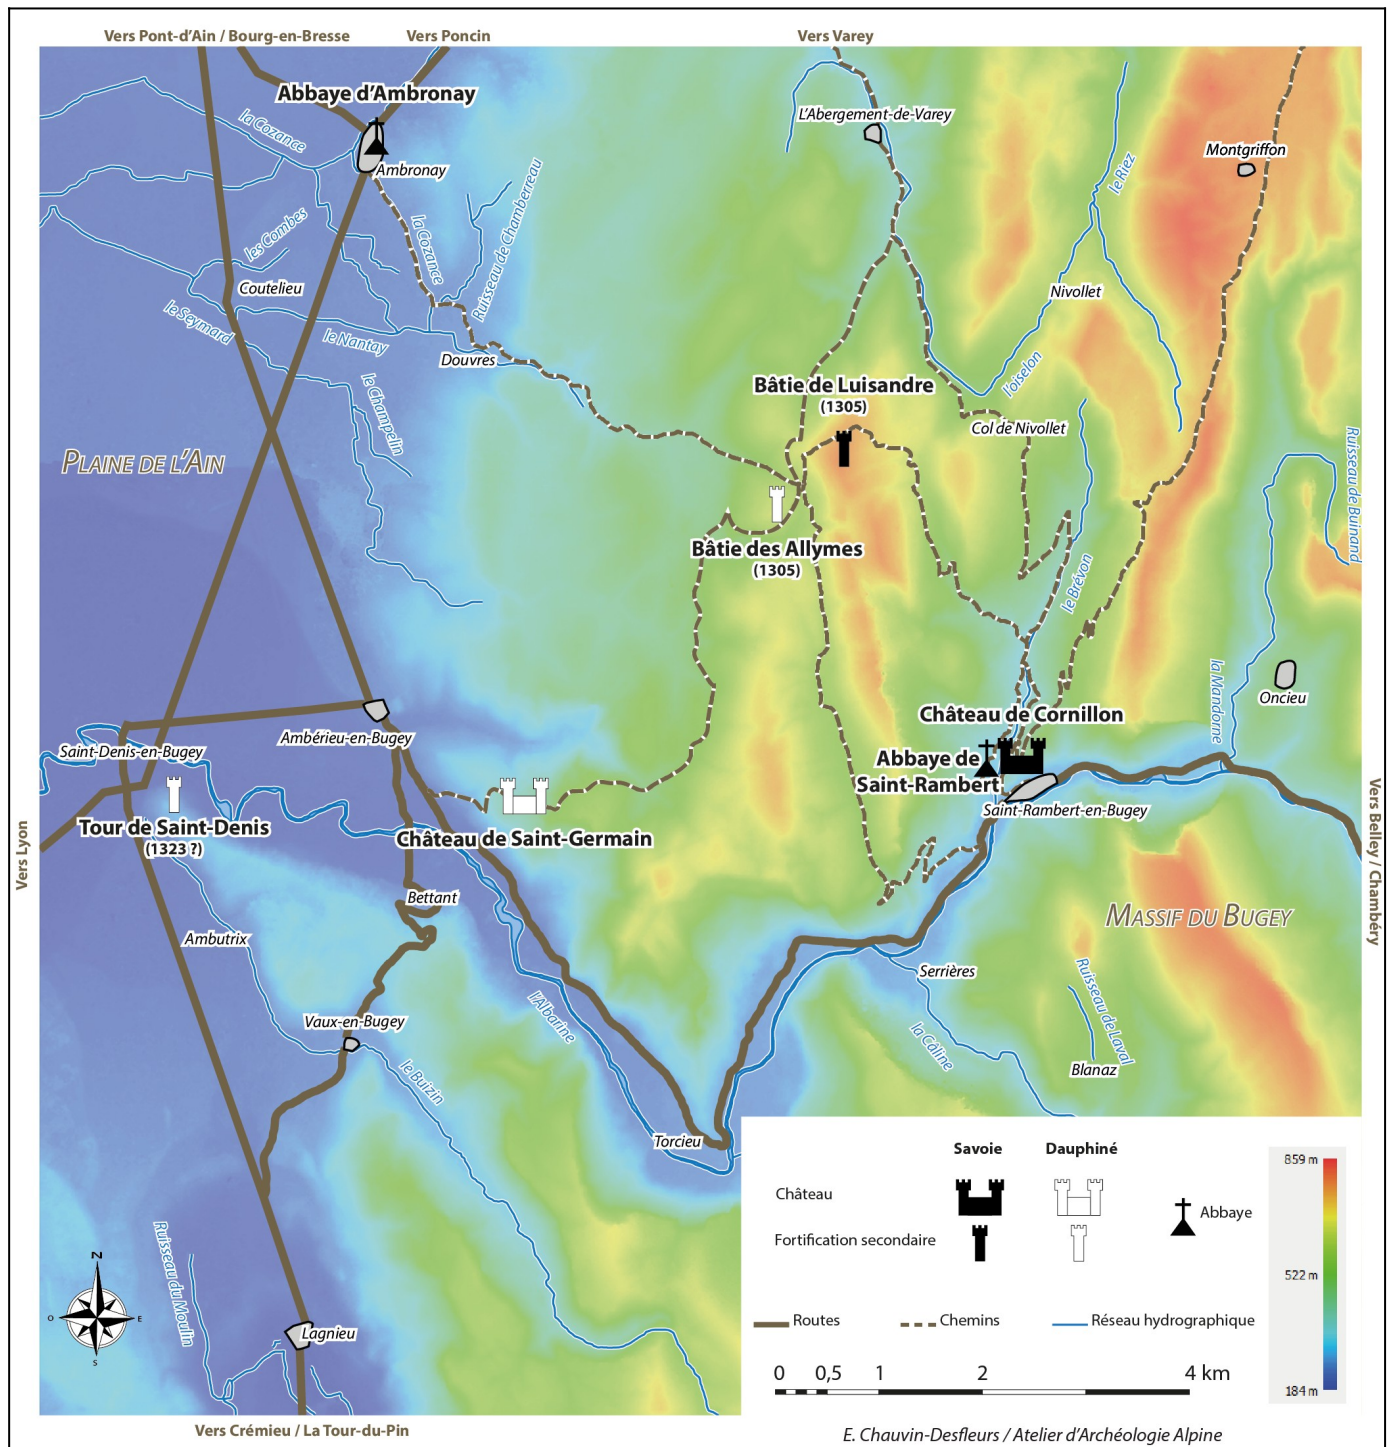 Vers Pont-d'Ain / Bourg-en-Bresse
Vers Poncin
Vers Varey
Abbaye d'Ambronay
la Cozance
L'Abergement-de-Varey
Montgriffon
Ambronay
le Riez
Ruisseau de Chamberreau
les Combes
la Cozance
Coutelieu
Nivollet
le Seymard
le Nantay
Douvres
l'oiselon
Bâtie de Luisandre
(1305)
le Champelin
Col de Nivollet
Ruisseau de Buinand
PLAINE DE L'AIN
Bâtie des Allymes
(1305)
le Brévon
la Mandorne
Oncieu
Château de Cornillon
Ambérieu-en-Bugey
Saint-Denis-en-Bugey
Abbaye de
Saint-Rambert
Saint-Rambert-en-Bugey
Tour de Saint-Denis
(1323 ?)
Château de Saint-Germain
Vers Lyon
Vers Belley / Chambéry
Bettant
MASSIF DU BUGEY
Ambutrix
Serrières
Ruisseau de Laval
l'Albarine
Vaux-en-Bugey
la Câline
Blanaz
le Buizin
Torcieu
Savoie
Dauphiné
Château
Abbaye
Fortification secondaire
859 m
522 m
184 m
Routes
Chemins
Réseau hydrographique
0 0,5 1 2 4 km
Ruisseau du Moulin
N
O
E
S
Lagnieu
Vers Crémieu / La Tour-du-Pin
E. Chauvin-Desfleurs / Atelier d'Archéologie Alpine